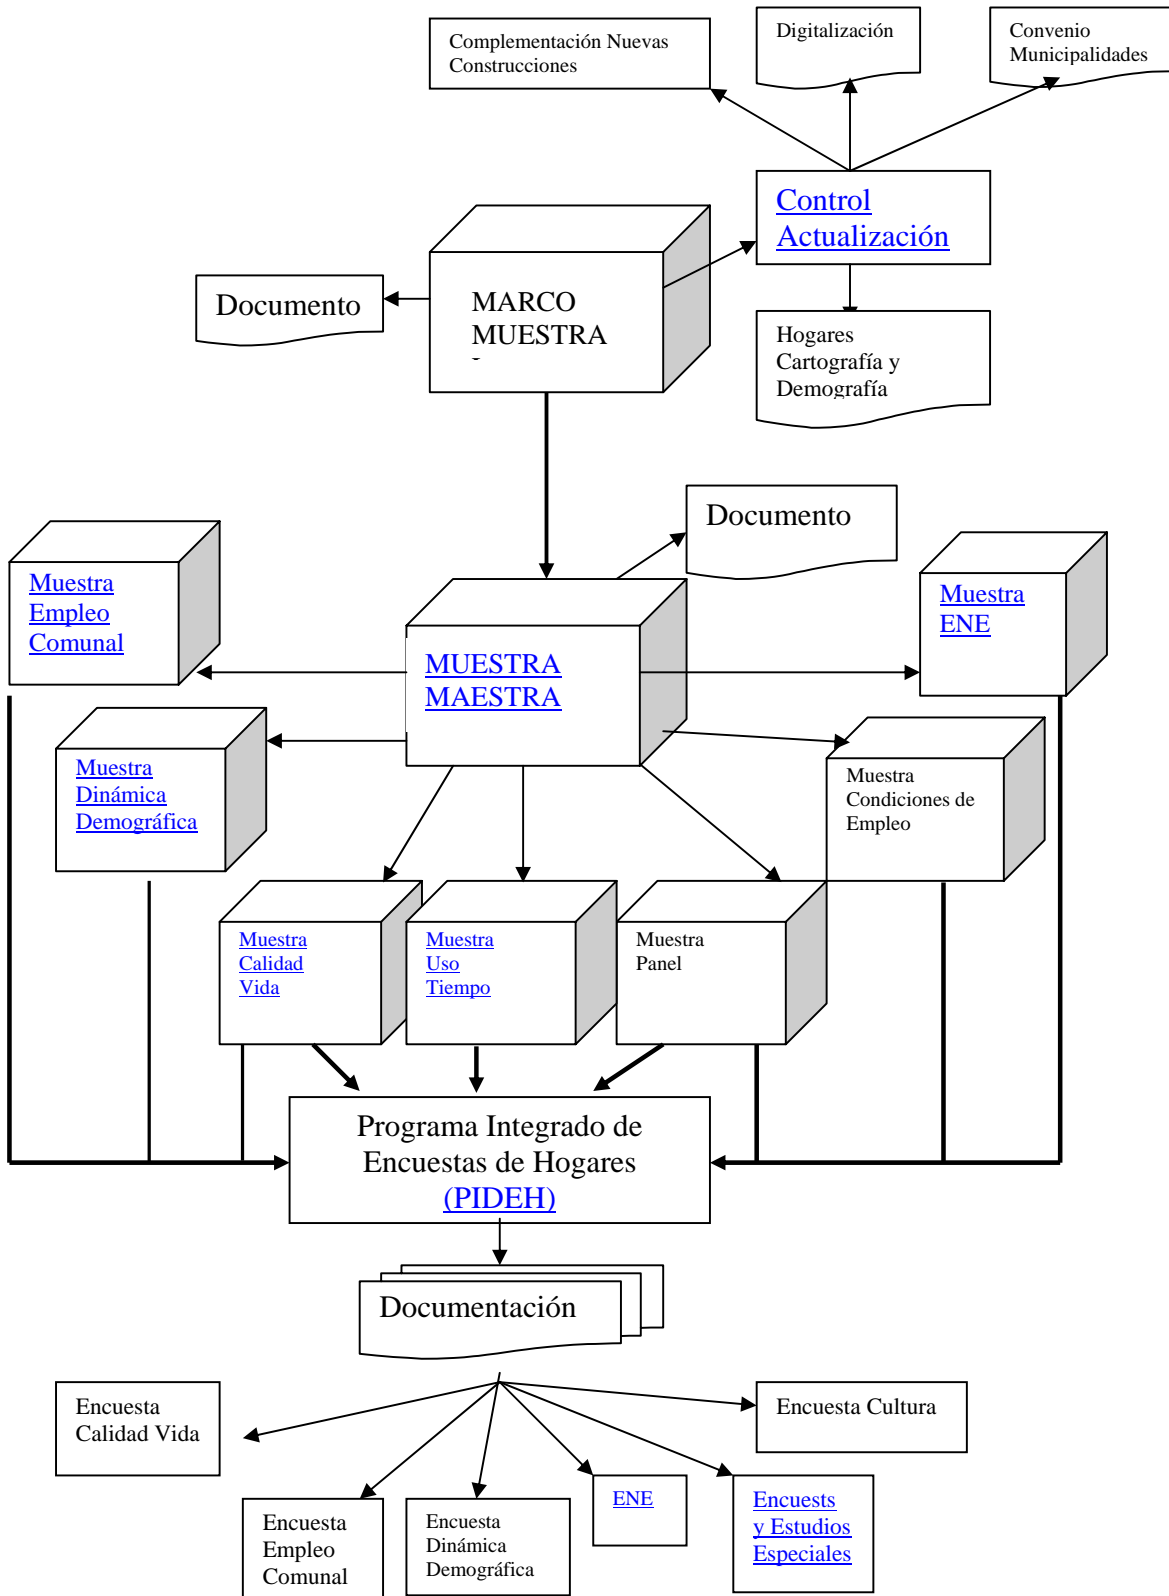 Complementación Nuevas
Construcciones
Digitalización
Convenio
Municipalidades
Control
Actualización
Documento
MARCO
MUESTRA
Hogares
Cartografía y
Demografía
Documento
Muestra
Empleo
Comunal
MUESTRA
MAESTRA
Muestra
ENE
Muestra
Dinámica
Demográfica
Muestra
Condiciones de
Empleo
Muestra
Calidad
Vida
Muestra
Uso
Tiempo
Muestra
Panel
Programa Integrado de
Encuestas de Hogares
(PIDEH)
Documentación
Encuesta
Calidad Vida
Encuesta Cultura
Encuesta
Empleo
Comunal
Encuesta
Dinámica
Demográfica
ENE
Encuests
y Estudios
Especiales